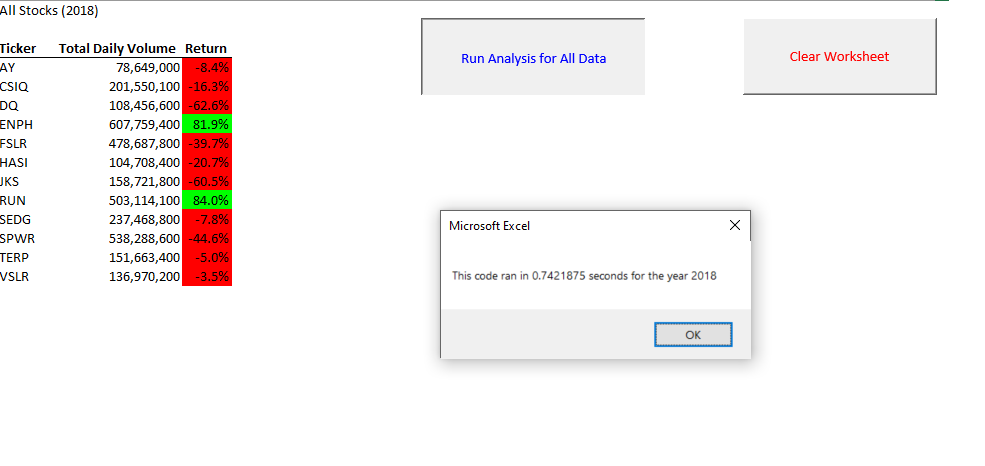 All Stocks (2018)
Ticker Total Daily Volume Return
AY 78,649,000 -8.4%
CSIQ 201,550,100 -16.3%
DQ 108,456,600 -62.6%
ENPH 607,759,400 81.9%
FSLR 478,687,800 -39.7%
HASI 104,708,400 -20.7%
JKS 158,721,800 -60.5%
RUN 503,114,100 84.0%
SEDG 237,468,800 -7.8%
SPWR 538,288,600 -44.6%
TERP 151,663,400 -5.0%
VSLR 136,970,200 -3.5%
Run Analysis for All Data
Clear Worksheet
Microsoft Excel
This code ran in 0.7421875 seconds for the year 2018
OK